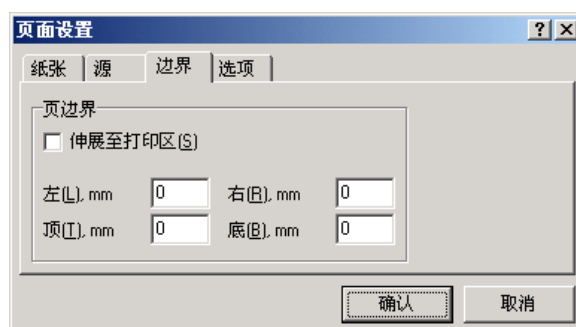 页面设置
纸张 源 边界 选项
页边界
伸展至打印区(S)
左(L), mm 0 右(R), mm 0
顶(T), mm 0 底(B), mm 0
确认 取消